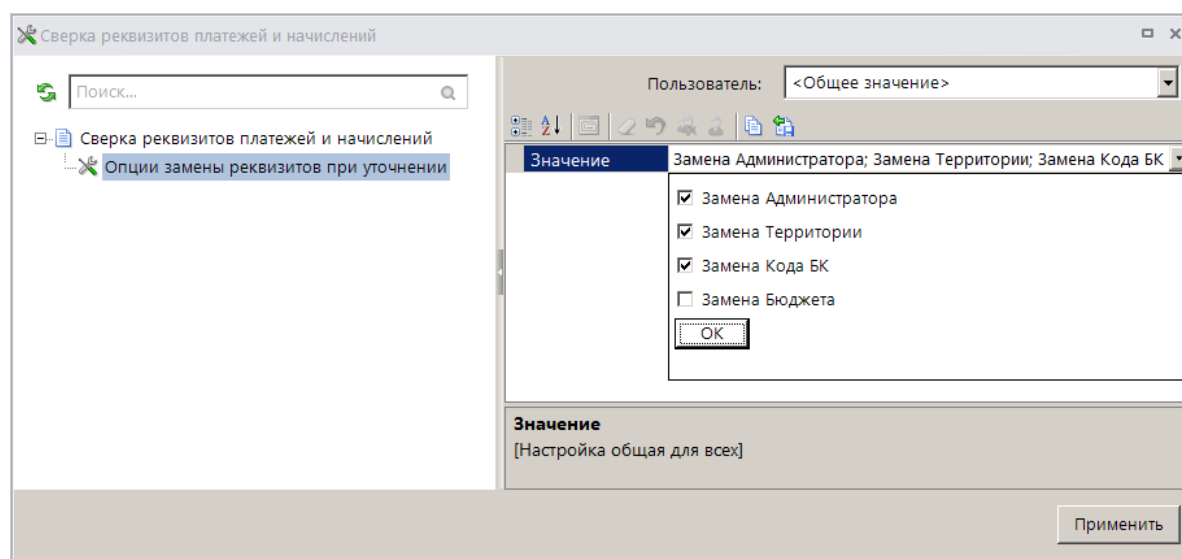 Сверка реквизитов платежей и начислений
Поиск...
Пользователь: <Общее значение>
Сверка реквизитов платежей и начислений
Опции замены реквизитов при уточнении
Значение Замена Администратора; Замена Территории; Замена Кода БК
Замена Администратора
Замена Территории
Замена Кода БК
Замена Бюджета
ОК
Значение
[Настройка общая для всех]
Применить